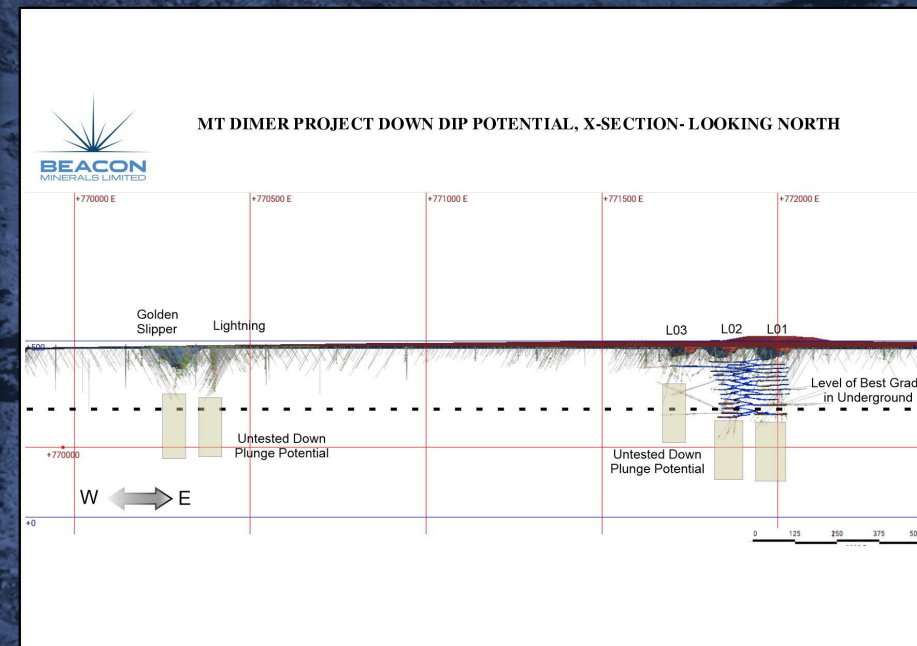 BEACON
MINERALS LIMITED
MT DIMER PROJECT DOWN DIP POTENTIAL, X-SECTION- LOOKING NORTH
+770000 E
+770500 E
+771000 E
+771500 E
+772000 E
Golden
Slipper
Lightning
L03
L02
L01
+500
Level of Best Grad
in Underground
Untested Down
Plunge Potential
Untested Down
Plunge Potential
+770000
W
E
+0
0
125
250
375
50